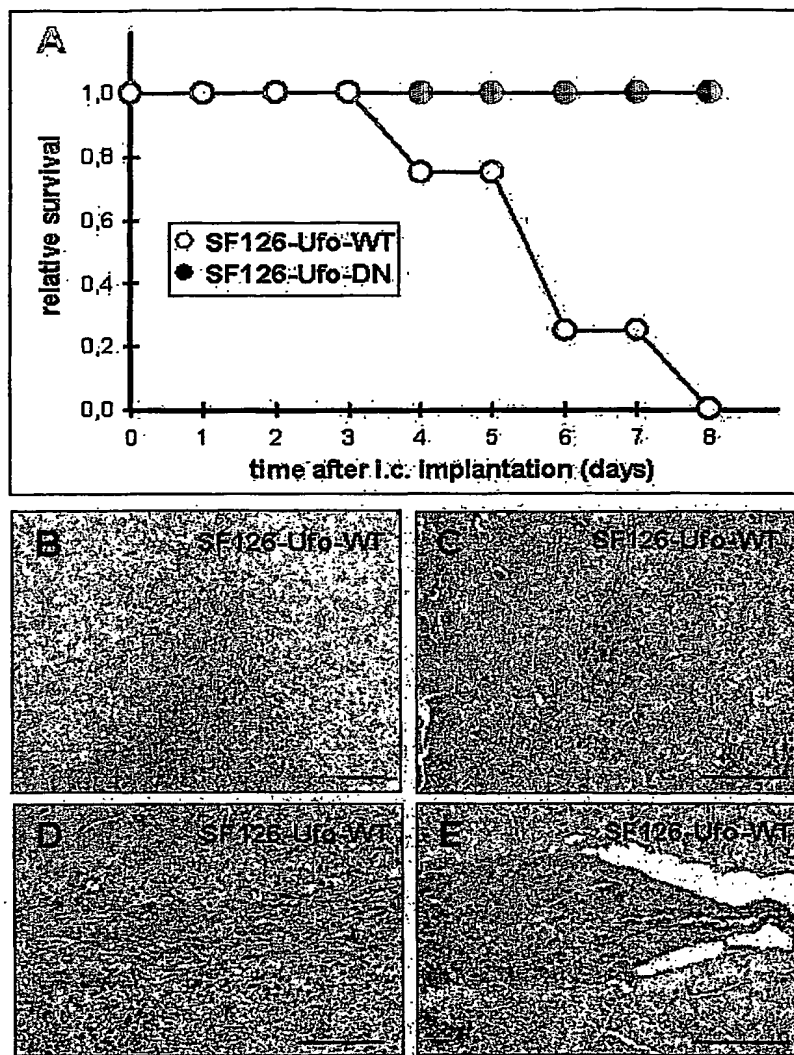 A
1,0
0,8
0,6
0,4
0,2
0,0
relative survival
SF126-Ufo-WT
SF126-Ufo-DN
0 1 2 3 4 5 6 7 8
time after i.c. implantation (days)
B SF126-Ufo-WT
C SF126-Ufo-WT
D SF126-Ufo-WT
E SF126-Ufo-WT